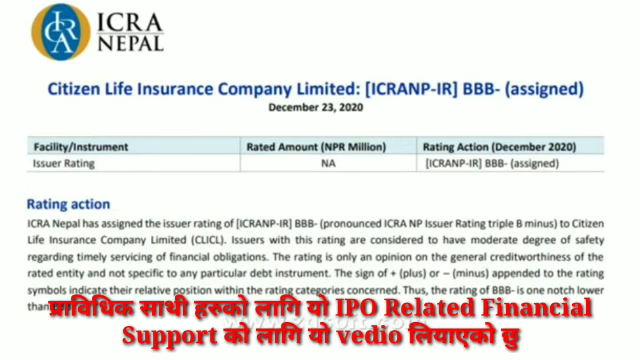 ICRA
NEPAL
Citizen Life Insurance Company Limited: [ICRANP-IR] BBB- (assigned)
December 23, 2020
Facility/Instrument Rated Amount (NPR Million) Rating Action (December 2020)
Issuer Rating NA [ICRANP-IR] BBB- (assigned)
Rating action
ICRA Nepal has assigned the issuer rating of [ICRANP-IR] BBB- (pronounced ICRA NP Issuer Rating triple B minus) to Citizen
Life Insurance Company Limited (CLICL). Issuers with this rating are considered to have moderate degree of safety
regarding timely servicing of financial obligations. The rating is only an opinion on the general creditworthiness of the
rated entity and not specific to any particular debt instrument. The sign of + (plus) or – (minus) appended to the rating
symbols indicate their relative position within the rating categories concerned. Thus, the rating of BBB- is one notch lower
than
प्राविधिक साथी हरुको लागि यो IPO Related Financial
Support को लागि यो vedio लियाएको छु